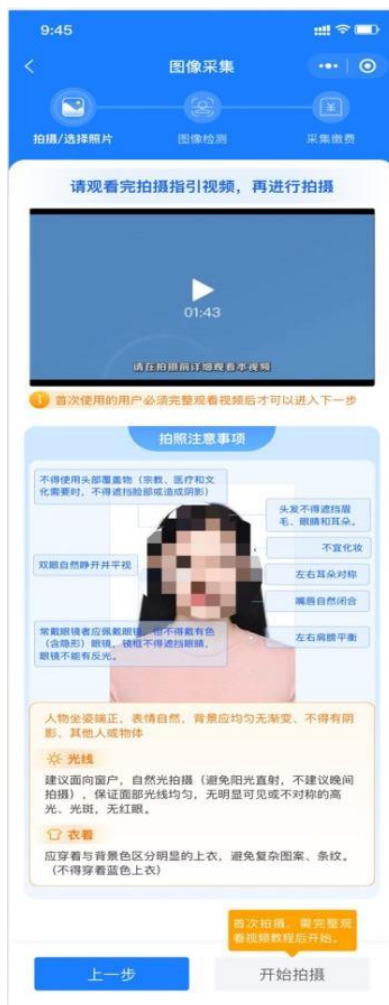 9:45
图像采集
拍摄/选择照片
图像检测
采集缴费
请观看完拍摄指引视频，再进行拍摄
01:43
请在拍摄前详细观看本视频
首次使用的用户必须完整观看视频后才可以进入下一步
拍照注意事项
不得使用头部覆盖物（宗教、医疗和文
化需要时，不得遮挡脸部或造成阴影）
头发不得遮挡眉
毛、眼睛和耳朵。
不宜化妆
双眼自然睁开并平视
左右耳朵对称
嘴唇自然闭合
常戴眼镜者应佩戴眼镜，但不得戴有色
（含隐形）眼镜，镜框不得遮挡眼睛，
眼镜不能有反光。
左右肩膀平衡
人物坐姿端正，表情自然，背景应均匀无渐变、不得有阴
影、其他人或物体
光线
建议面向窗户，自然光拍摄（避免阳光直射，不建议晚间
拍摄），保证面部光线均匀，无明显可见或不对称的高
光、光斑，无红眼。
衣着
应穿着与背景色区分明显的上衣，避免复杂图案、条纹。
（不得穿着蓝色上衣）
首次拍摄，需完整观
看视频教程后开始。
上一步
开始拍摄